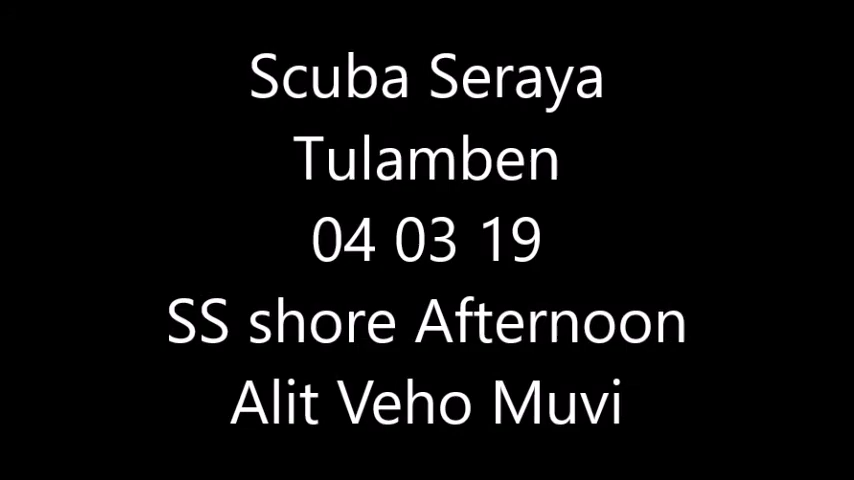 Scuba Seraya
Tulamben
04 03 19
SS shore Afternoon
Alit Veho Muvi